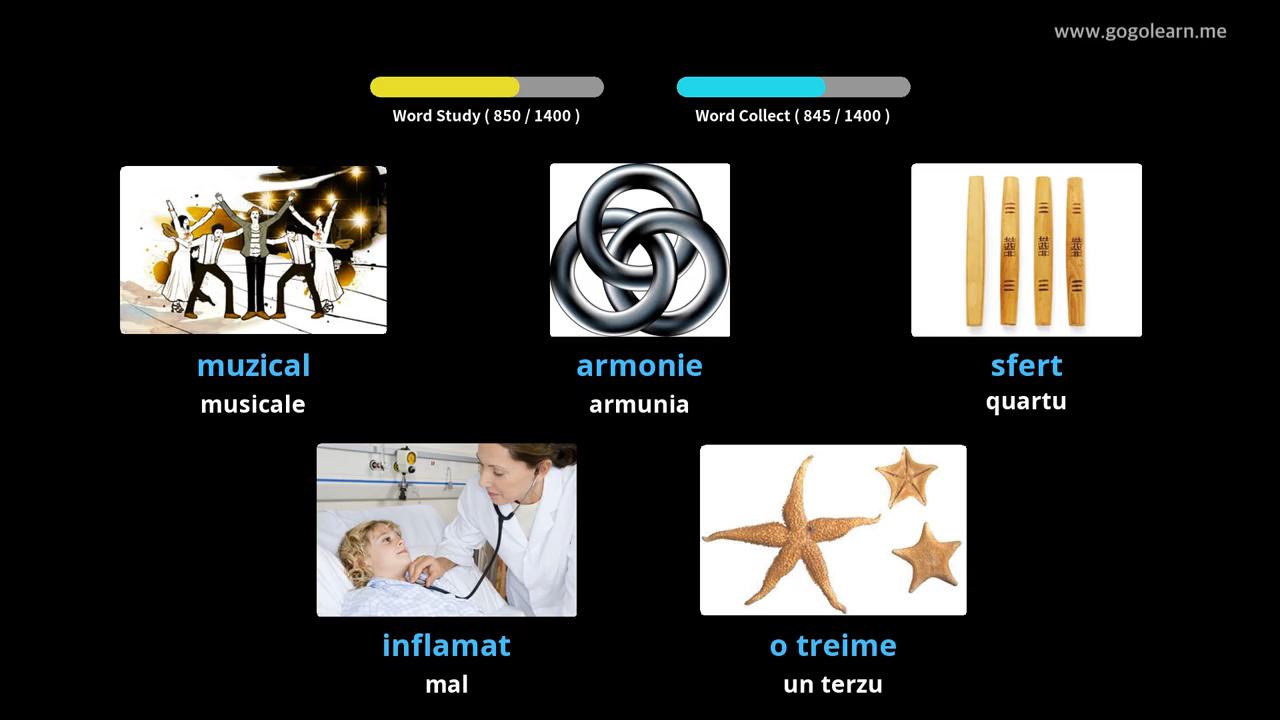 www.gogolearn.me
Word Study ( 850 / 1400 )
Word Collect ( 845 / 1400 )
muzical
musicale
armonie
armunia
sfert
quartu
inflamat
mal
o treime
un terzu